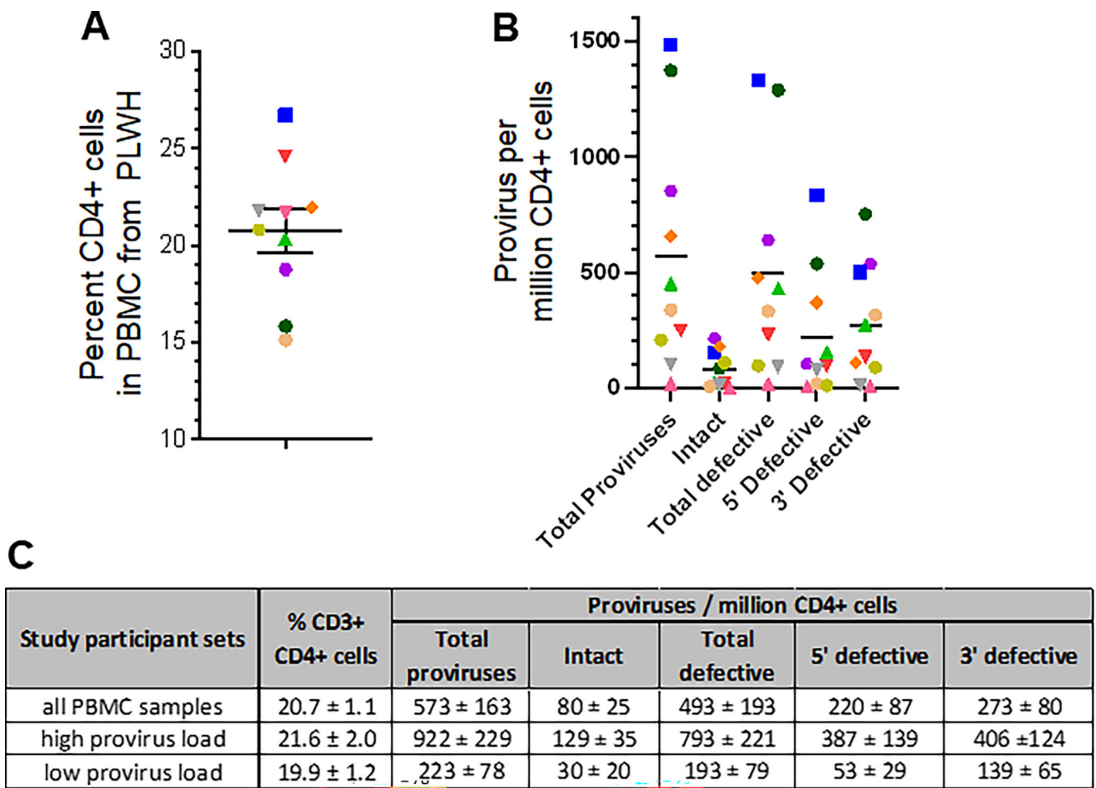 A
Percent CD4+ cells
in PBMC from PLWH
30
25
20
15
10
B
Provirus per
million CD4+ cells
1500
1000
500
0
Total Proviruses
Intact
Total defective
5' Defective
3' Defective
C
Study participant sets
% CD3+
CD4+ cells
Proviruses / million CD4+ cells
Total
proviruses
Intact
Total
defective
5' defective
3' defective
all PBMC samples 20.7 ± 1.1 573 ± 163 80 ± 25 493 ± 193 220 ± 87 273 ± 80
high provirus load 21.6 ± 2.0 922 ± 229 129 ± 35 793 ± 221 387 ± 139 406 ±124
low provirus load 19.9 ± 1.2 223 ± 78 30 ± 20 193 ± 79 53 ± 29 139 ± 65